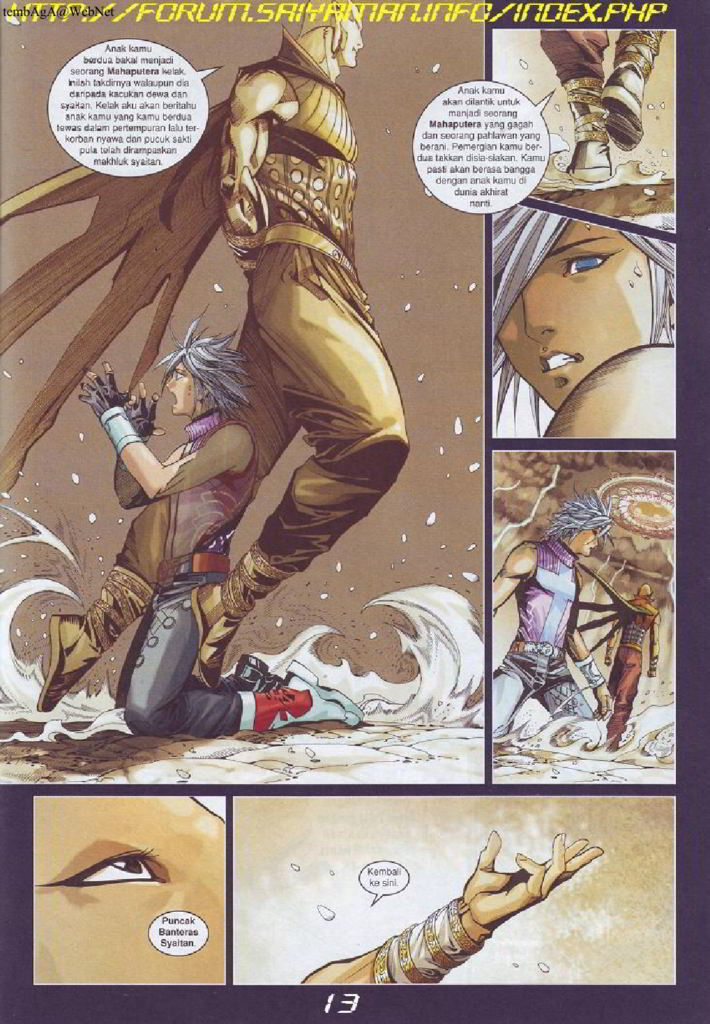 HTTP://FORUM.SAIYAMAN.INFO/INDEX.PHP
tembAgA@WebNet
Anak kamu
berdua bakal menjadi
seorang Mahaputera kelak.
Inilah takdirnya walaupun dia
daripada kacukan dewa dan
syaitan. Kelak aku akan beritahu
anak kamu yang kamu berdua
tewas dalam pertempuran lalu ter-
korban nyawa dan pucuk sakti
pula telah dirampaskan
makhluk syaitan.
Anak kamu
akan dilantik untuk
menjadi seorang
Mahaputera yang gagah
dan seorang pahlawan yang
berani. Pemergian kamu ber-
dua takkan disia-siakan. Kamu
pasti akan berasa bangga
dengan anak kamu di
dunia akhirat
nanti.
Puncak
Banteras
Syaitan.
Kembali
ke sini.
13